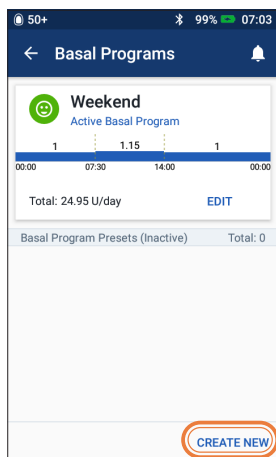 50+ 99% 07:03
Basal Programs
Weekend
Active Basal Program
1 1.15 1
00:00 07:30 14:00 00:00
Total: 24.95 U/day EDIT
Basal Program Presets (Inactive) Total: 0
CREATE NEW